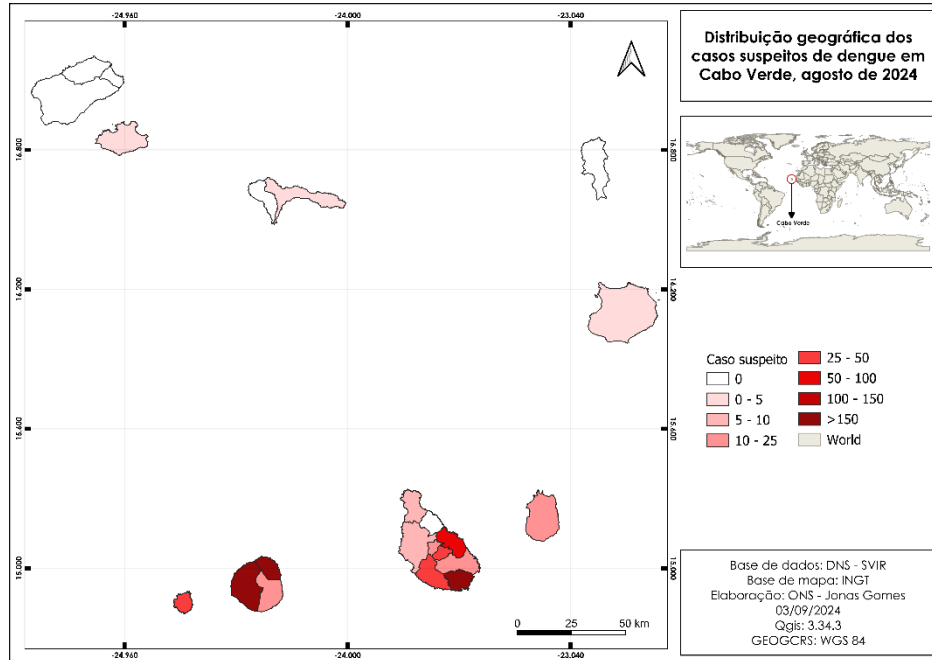 -24.960
-24.000
-23.040
Distribuição geográfica dos
casos suspeitos de dengue em
Cabo Verde, agosto de 2024
16.800
16.800
Cabo Verde
16.200
16.200
Caso suspeito
0
0 - 5
5 - 10
10 - 25
25 - 50
50 - 100
100 - 150
>150
World
15.600
15.600
15.000
15.000
Base de dados: DNS - SVIR
Base de mapa: INGT
Elaboração: ONS - Jonas Gomes
03/09/2024
Qgis: 3.34.3
GEOGCRS: WGS 84
0 25 50 km
-24.960
-24.000
-23.040